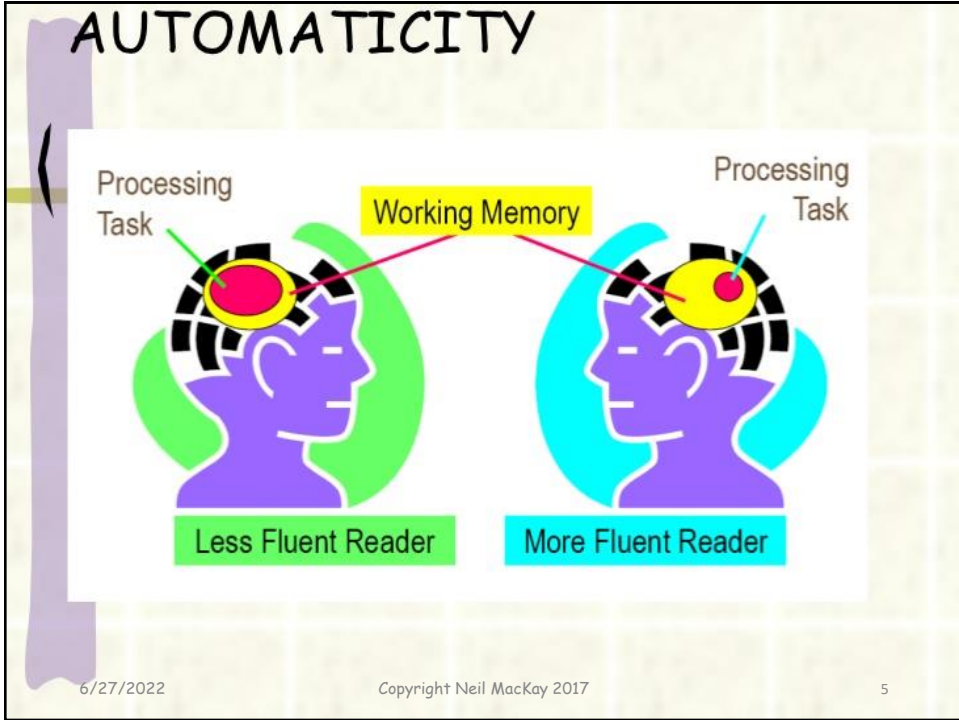 AUTOMATICITY
Processing
Task
Working Memory
Processing
Task
Less Fluent Reader
More Fluent Reader
6/27/2022
Copyright Neil MacKay 2017
5